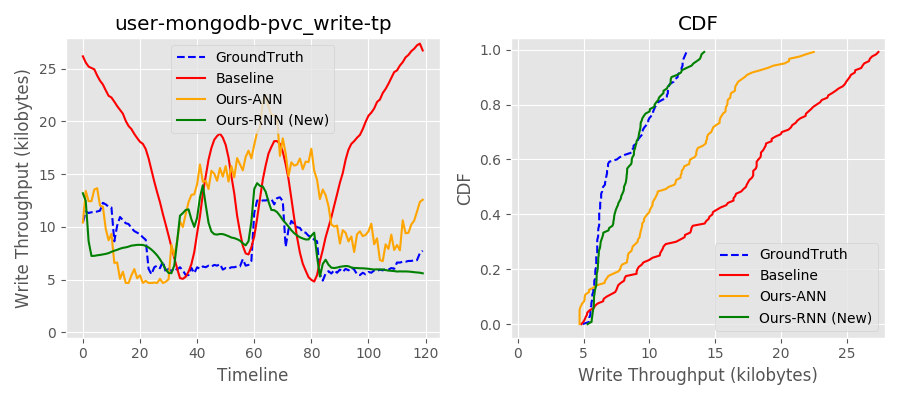 user-mongodb-pvc_write-tp
Write Throughput (kilobytes)
25
20
15
10
5
0
GroundTruth
Baseline
Ours-ANN
Ours-RNN (New)
0 20 40 60 80 100 120
Timeline
CDF
CDF
1.0
0.8
0.6
0.4
0.2
0.0
GroundTruth
Baseline
Ours-ANN
Ours-RNN (New)
0 5 10 15 20 25
Write Throughput (kilobytes)